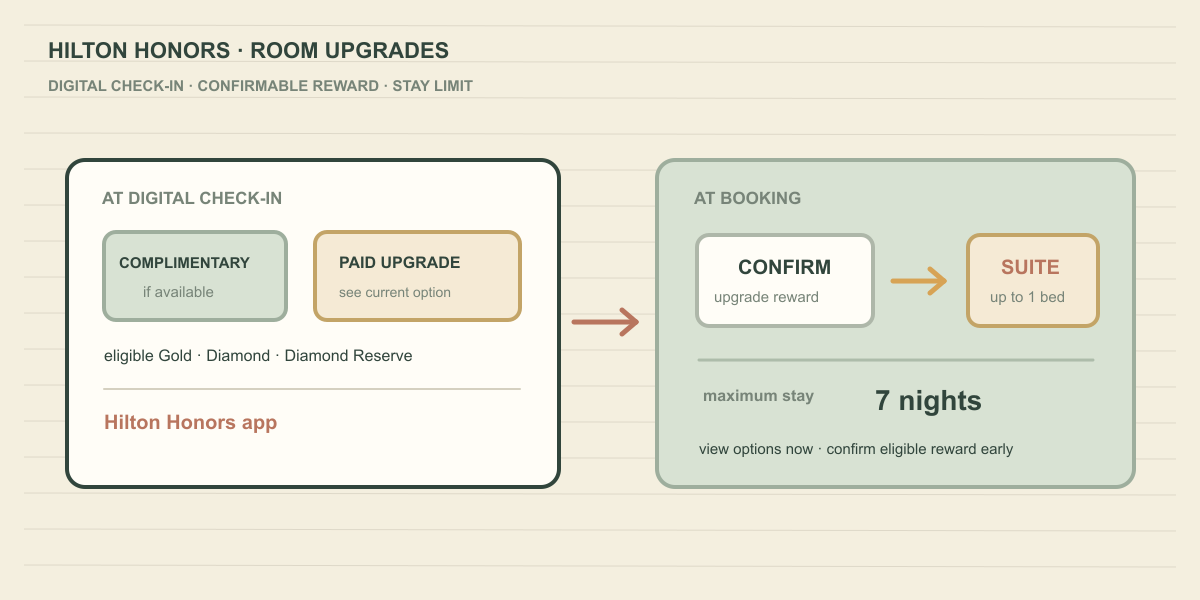 HILTON HONORS · ROOM UPGRADES
DIGITAL CHECK-IN · CONFIRMABLE REWARD · STAY LIMIT
AT DIGITAL CHECK-IN
COMPLIMENTARY
if available
PAID UPGRADE
see current option
eligible Gold · Diamond · Diamond Reserve
Hilton Honors app
AT BOOKING
CONFIRM
upgrade reward
SUITE
up to 1 bed
maximum stay
7 nights
view options now · confirm eligible reward early